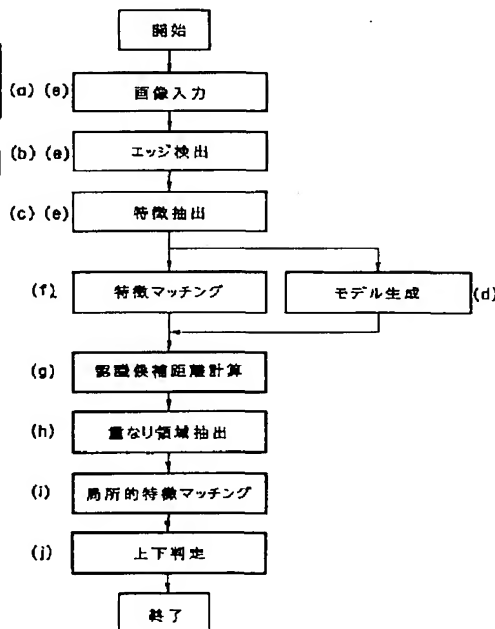 開始
(a) (e) 画像入力
(b) (e) エッジ検出
(c) (e) 特徴抽出
(f) 特徴マッチング モデル生成 (d)
(g) 認識候補距離計算
(h) 重なり領域抽出
(i) 局所的特徴マッチング
(j) 上下判定
終了